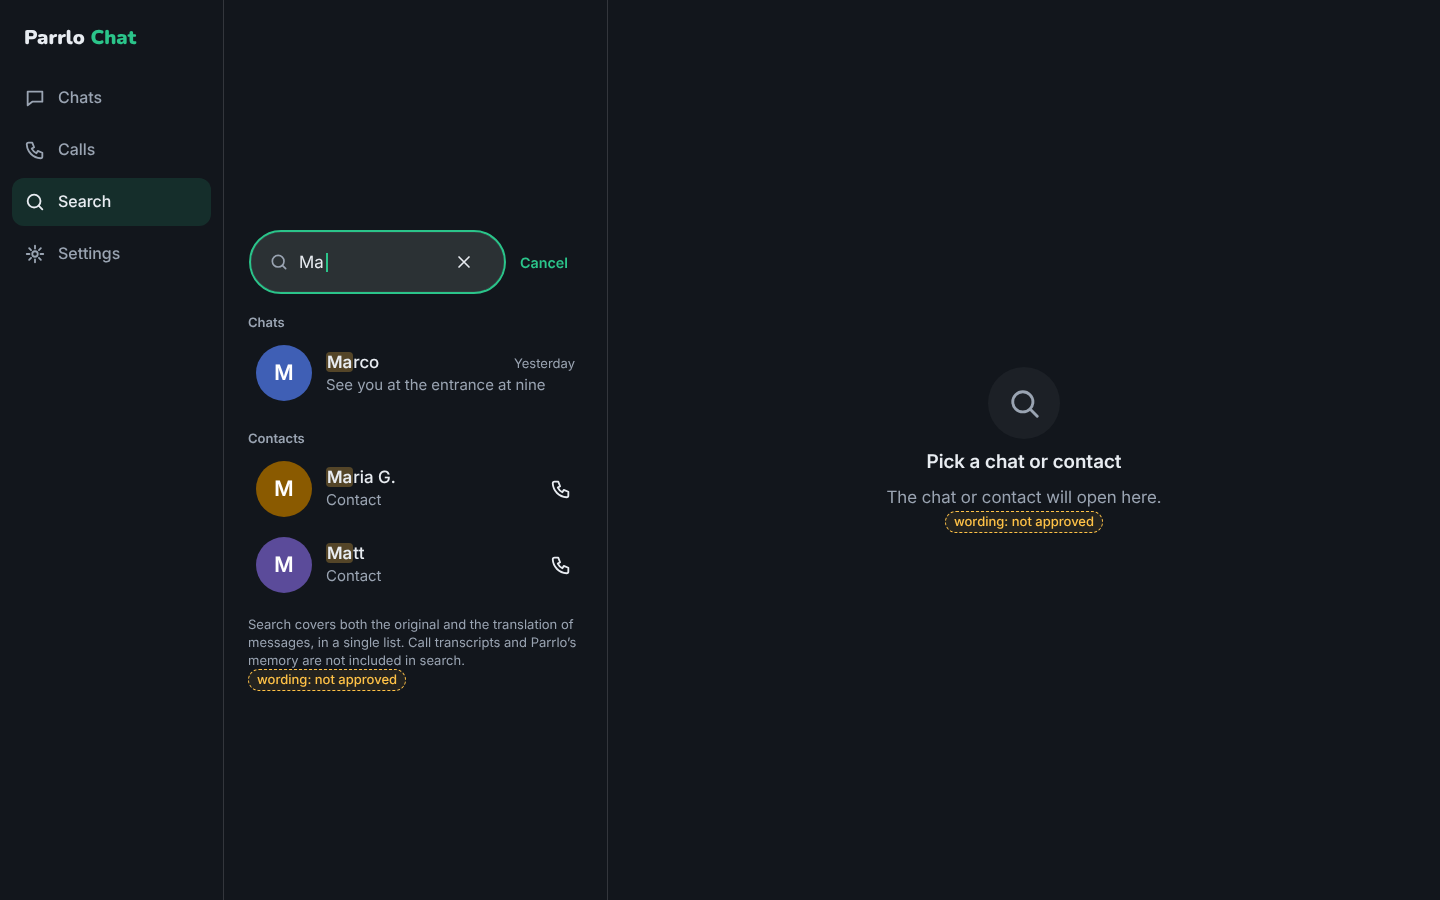 Parrlo Chat
Chats
Calls
Search
Settings
Ma
Cancel
Chats
M
Marco
Yesterday
See you at the entrance at nine
Contacts
M
Maria G.
Contact
M
Matt
Contact
Search covers both the original and the translation of
messages, in a single list. Call transcripts and Parrlo’s
memory are not included in search.
wording: not approved
Pick a chat or contact
The chat or contact will open here.
wording: not approved